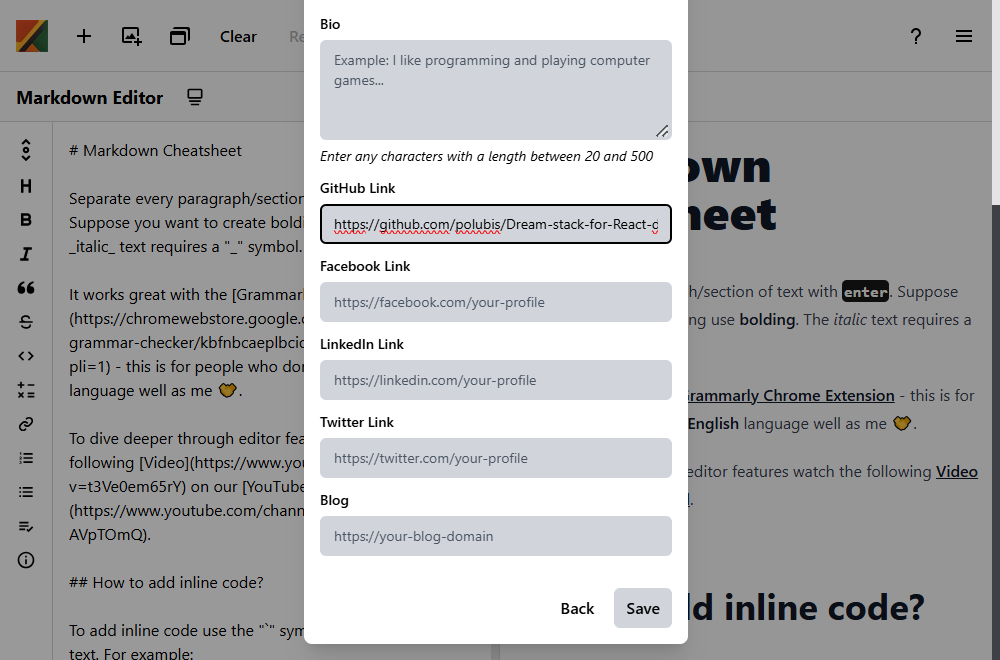 Clear Re
Markdown Editor
# Markdown Cheatsheet
Separate every paragraph/section
Suppose you want to create boldi
_italic_ text requires a "_" symbol.
It works great with the [Grammarl
(https://chromewebstore.google.c
grammar-checker/kbfnbcaeplbcio
pli=1) - this is for people who don
language well as me
.
To dive deeper through editor fea
following [Video](https://www.you
v=t3Ve0em65rY) on our [YouTube
(https://www.youtube.com/chann
AVpTOmQ).
## How to add inline code?
To add inline code use the "`" sym
text. For example:
Bio
Example: I like programming and playing computer
games...
Enter any characters with a length between 20 and 500
GitHub Link
https://github.com/polubis/Dream-stack-for-React-d
Facebook Link
https://facebook.com/your-profile
LinkedIn Link
https://linkedin.com/your-profile
Twitter Link
https://twitter.com/your-profile
Blog
https://your-blog-domain
Back Save
own
heet
h/section of text with enter. Suppose
ng use bolding. The italic text requires a
Grammarly Chrome Extension - this is for
English language well as me
.
editor features watch the following Video
l.
dd inline code?